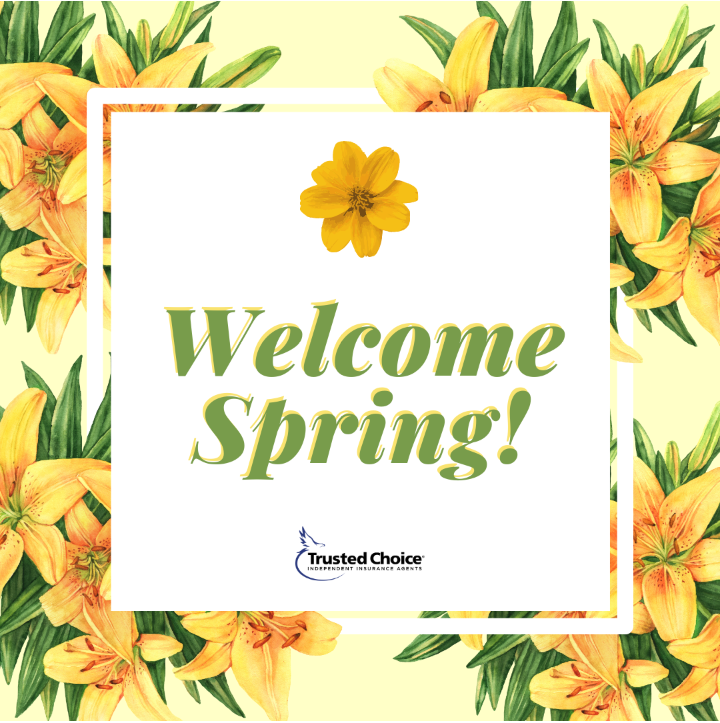 Welcome
Spring!
Trusted Choice®
INDEPENDENT INSURANCE AGENTS